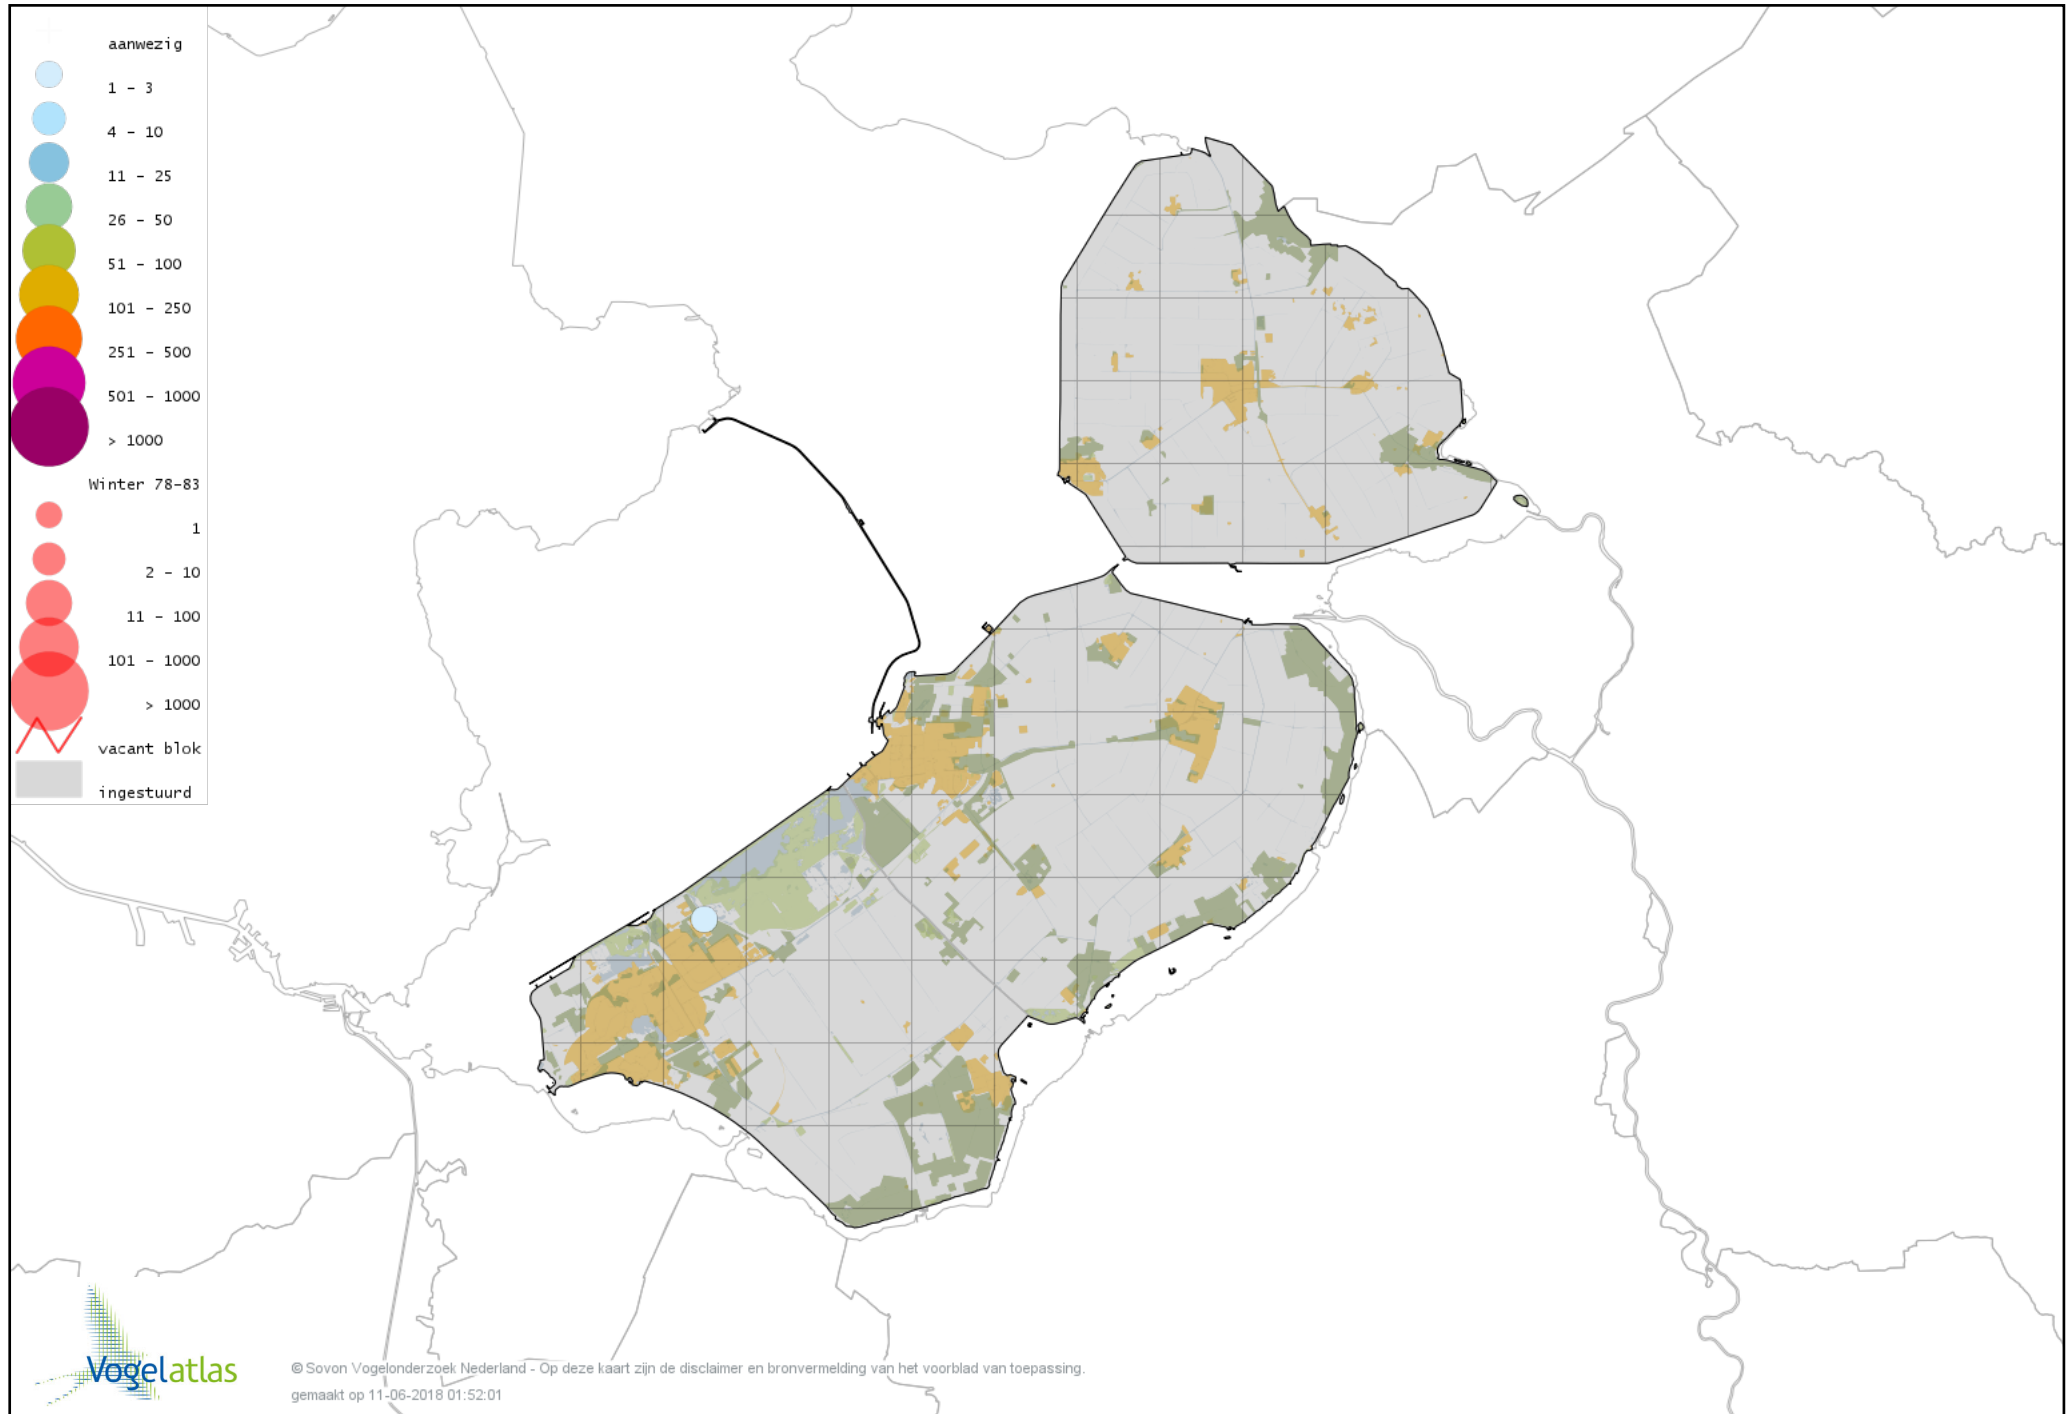 aanwezig
1 – 3
4 – 10
11 – 25
26 – 50
51 – 100
101 – 250
251 – 500
501 – 1000
> 1000
Winter 78-83
1
2 – 10
11 – 100
101 – 1000
> 1000
vacant blok
ingestuurd
Vogelatlas
© Sovon Vogelonderzoek Nederland - Op deze kaart zijn de disclaimer en bronvermelding van het voorblad van toepassing.
gemaakt op 11-06-2018 01:52:01